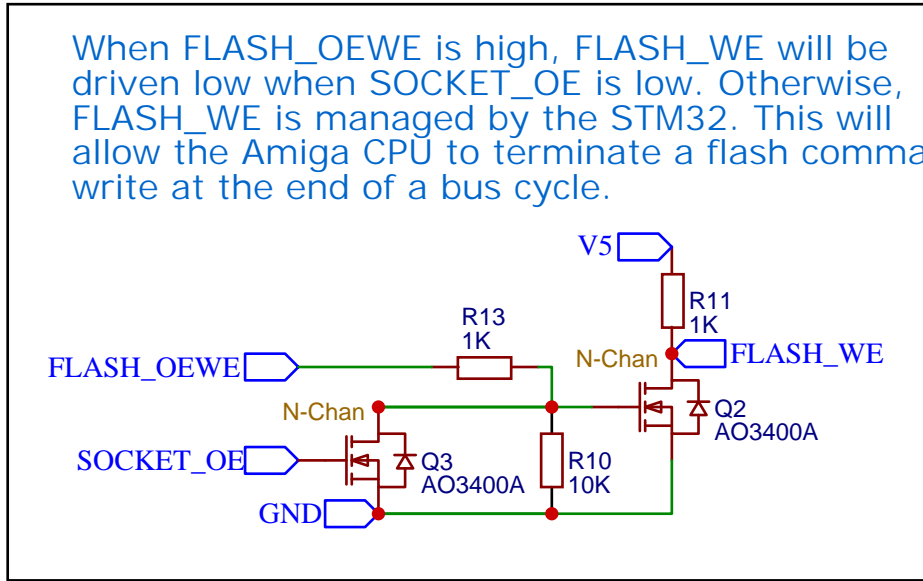 When FLASH_OEWE is high, FLASH_WE will be
driven low when SOCKET_OE is low. Otherwise,
FLASH_WE is managed by the STM32. This will
allow the Amiga CPU to terminate a flash comma
write at the end of a bus cycle.
V5
R11
1K
R13
1K
N-Chan
FLASH_WE
FLASH_OEWE
N-Chan
Q2
AO3400A
SOCKET_OE
Q3
AO3400A
R10
10K
GND